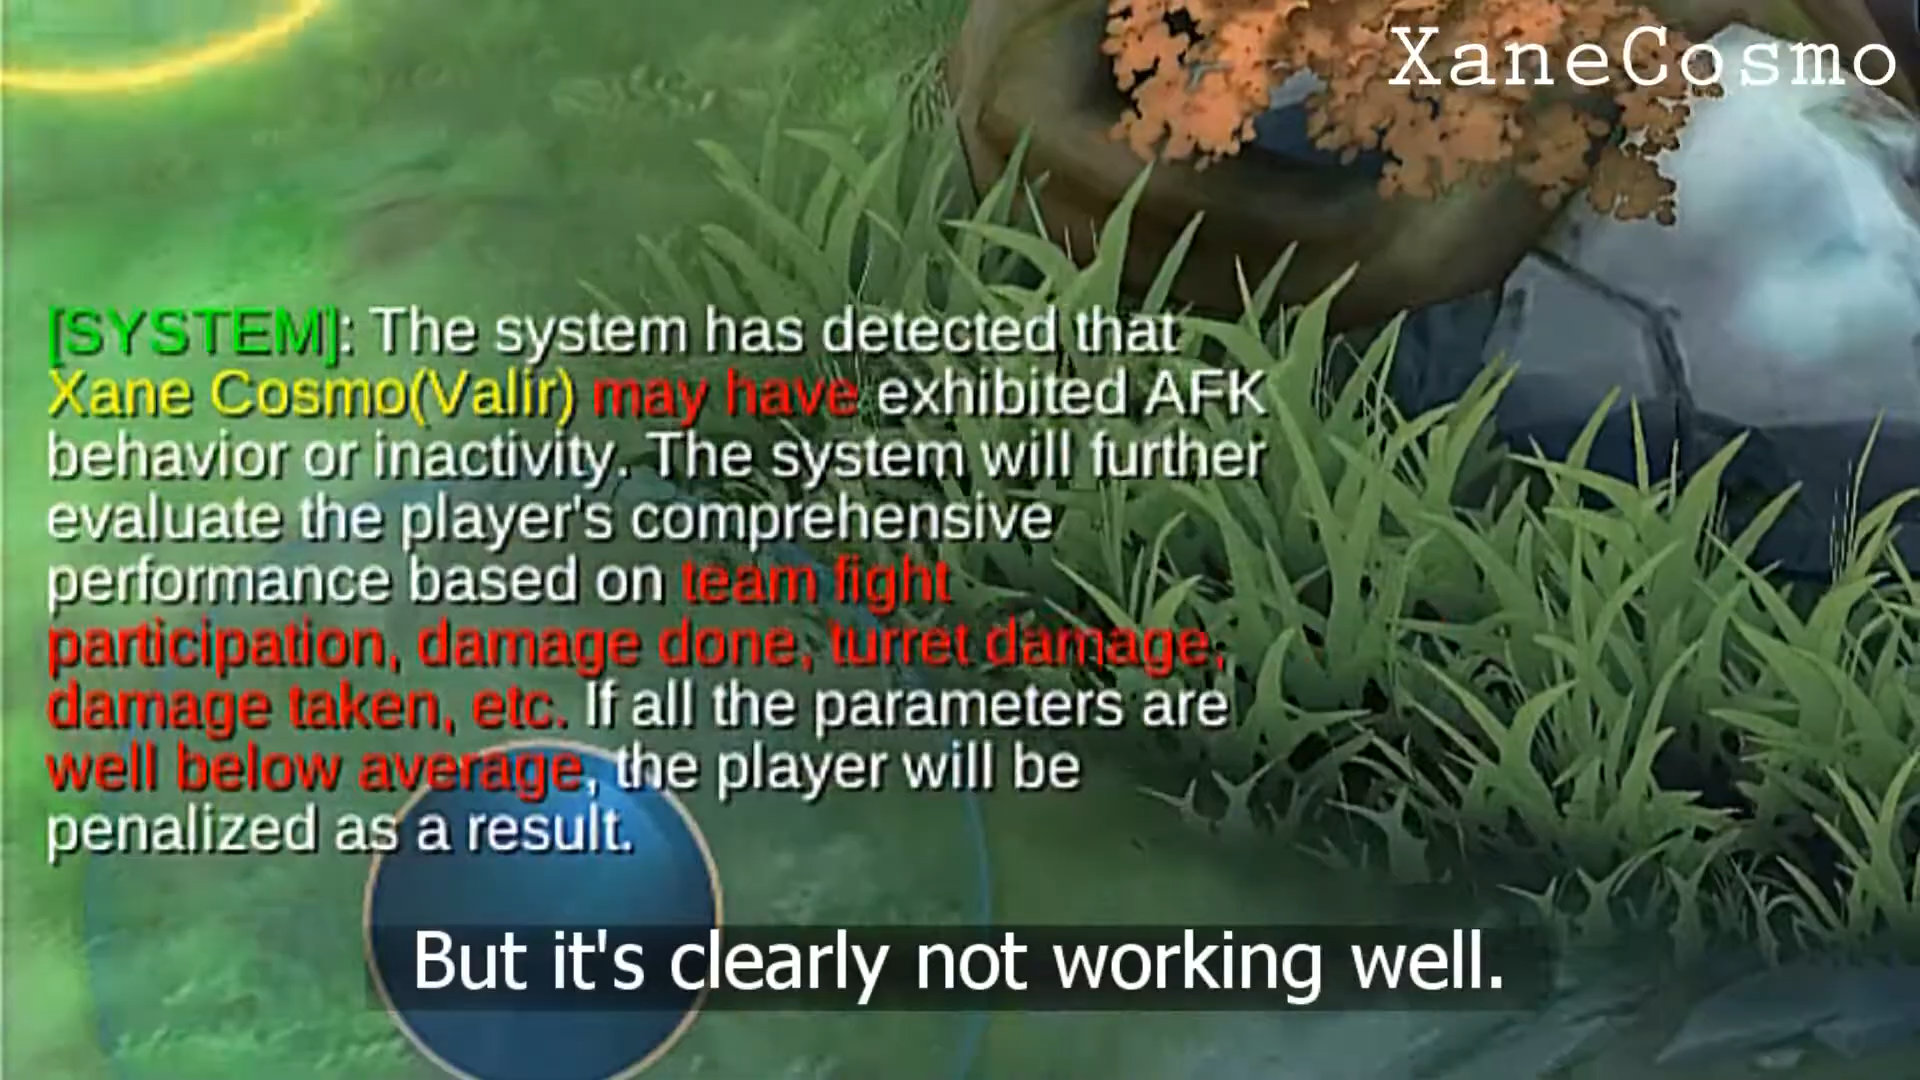 XaneCosmo
[SYSTEM]: The system has detected that
Xane Cosmo(Valir) may have exhibited AFK
behavior or inactivity. The system will further
evaluate the player's comprehensive
performance based on team fight
participation, damage done, turret damage,
damage taken, etc. If all the parameters are
well below average, the player will be
penalized as a result.
But it's clearly not working well.